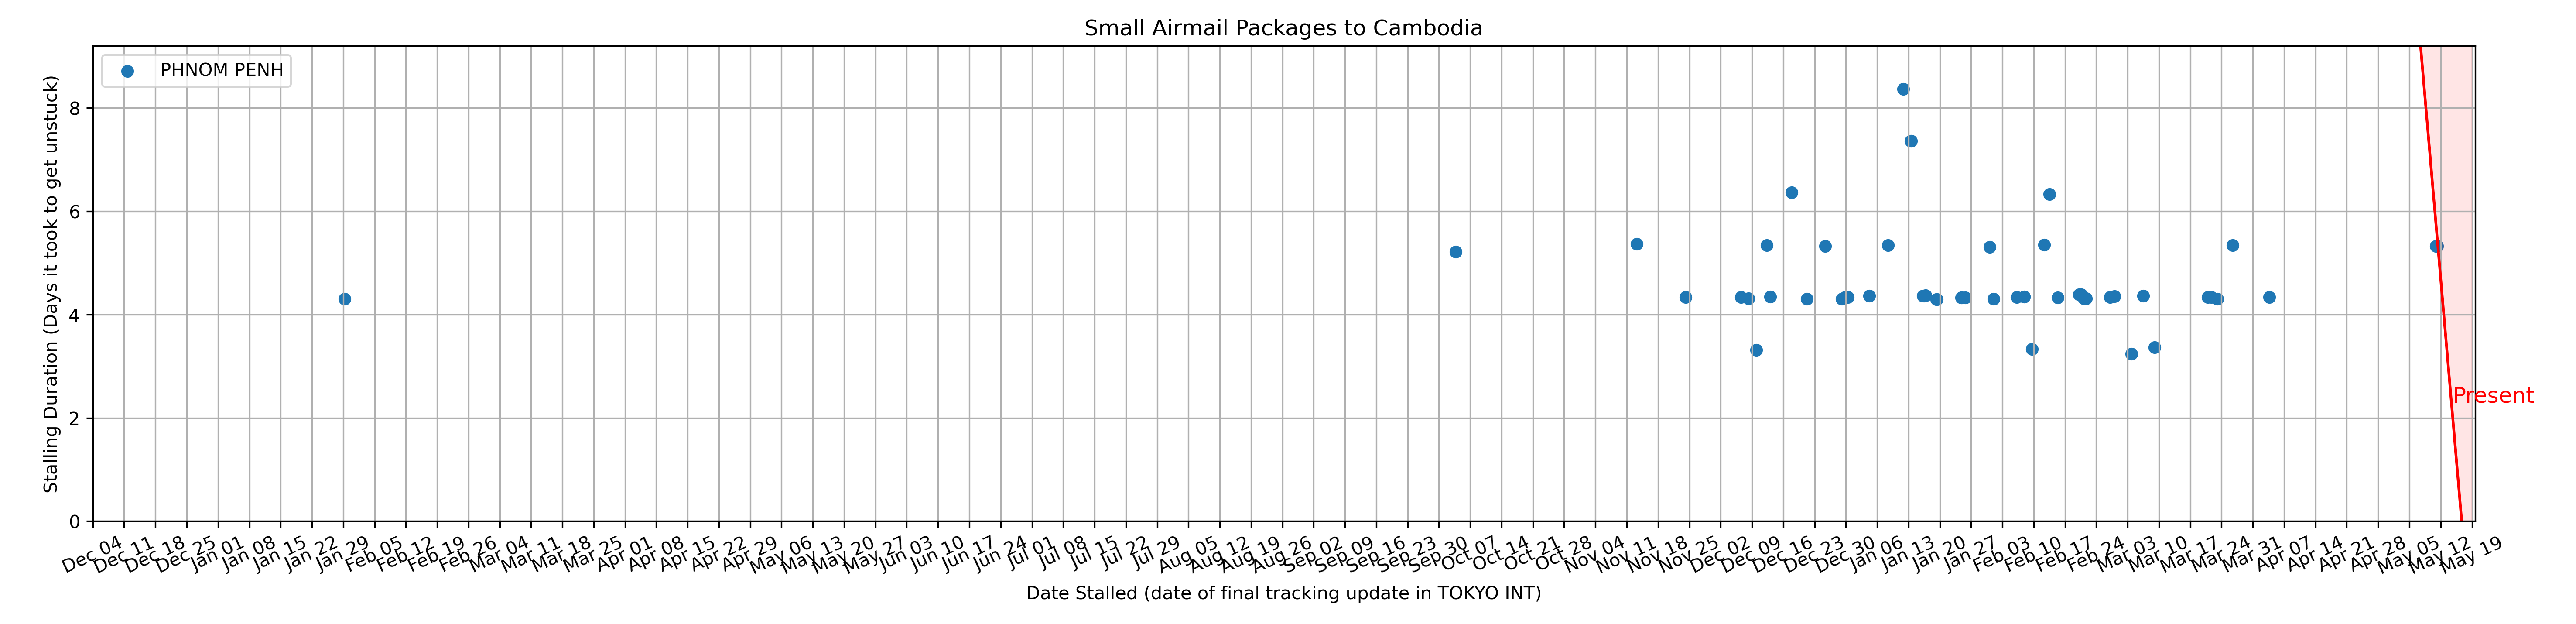 Small Airmail Packages to Cambodia
PHNOM PENH
Stalling Duration (Days it took to get unstuck)
8
6
4
2
0
Present
Dec 04
Dec 11
Dec 18
Dec 25
Jan 01
Jan 08
Jan 15
Jan 22
Jan 29
Feb 05
Feb 12
Feb 19
Feb 26
Mar 04
Mar 11
Mar 18
Mar 25
Apr 01
Apr 08
Apr 15
Apr 22
Apr 29
May 06
May 13
May 20
May 27
Jun 03
Jun 10
Jun 17
Jun 24
Jul 01
Jul 08
Jul 15
Jul 22
Jul 29
Aug 05
Aug 12
Aug 19
Aug 26
Sep 02
Sep 09
Sep 16
Sep 23
Sep 30
Oct 07
Oct 14
Oct 21
Oct 28
Nov 04
Nov 11
Nov 18
Nov 25
Dec 02
Dec 09
Dec 16
Dec 23
Dec 30
Jan 06
Jan 13
Jan 20
Jan 27
Feb 03
Feb 10
Feb 17
Feb 24
Mar 03
Mar 10
Mar 17
Mar 24
Mar 31
Apr 07
Apr 14
Apr 21
Apr 28
May 05
May 12
May 19
Date Stalled (date of final tracking update in TOKYO INT)